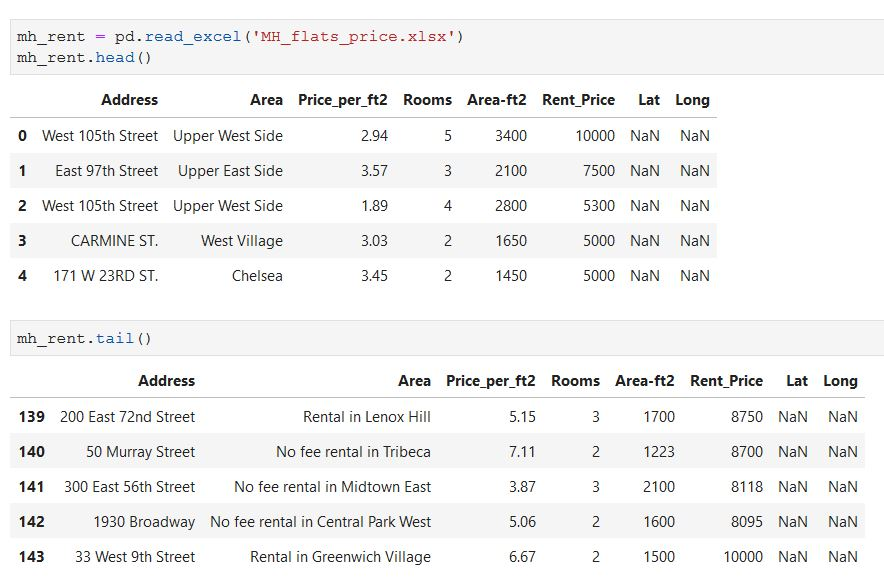 mh_rent = pd.read_excel('MH_flats_price.xlsx')
mh_rent.head()
Address Area Price_per_ft2 Rooms Area-ft2 Rent_Price Lat Long
0 West 105th Street Upper West Side 2.94 5 3400 10000 NaN NaN
1 East 97th Street Upper East Side 3.57 3 2100 7500 NaN NaN
2 West 105th Street Upper West Side 1.89 4 2800 5300 NaN NaN
3 CARMINE ST. West Village 3.03 2 1650 5000 NaN NaN
4 171 W 23RD ST. Chelsea 3.45 2 1450 5000 NaN NaN
mh_rent.tail()
Address Area Price_per_ft2 Rooms Area-ft2 Rent_Price Lat Long
139 200 East 72nd Street Rental in Lenox Hill 5.15 3 1700 8750 NaN NaN
140 50 Murray Street No fee rental in Tribeca 7.11 2 1223 8700 NaN NaN
141 300 East 56th Street No fee rental in Midtown East 3.87 3 2100 8118 NaN NaN
142 1930 Broadway No fee rental in Central Park West 5.06 2 1600 8095 NaN NaN
143 33 West 9th Street Rental in Greenwich Village 6.67 2 1500 10000 NaN NaN